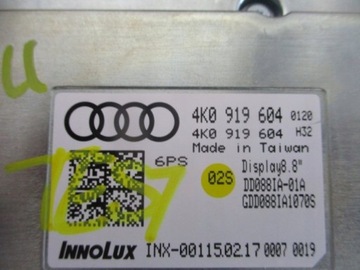 U
4K0 919 604 0120
4K0 919 604 H32
Made in Taiwan
6PS
02S
Display8.8"
DD088IA-01A
GDD088IA1070S
INNOLUX INX-00115.02.17 0007 0019